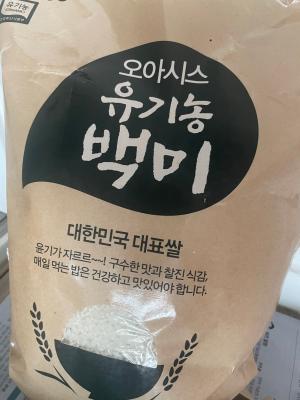 유기농
오아시스
유기농
백미
대한민국 대표쌀
윤기가 자르르~~! 구수한 맛과 찰진 식감,
매일 먹는 밥은 건강하고 맛있어야 합니다.